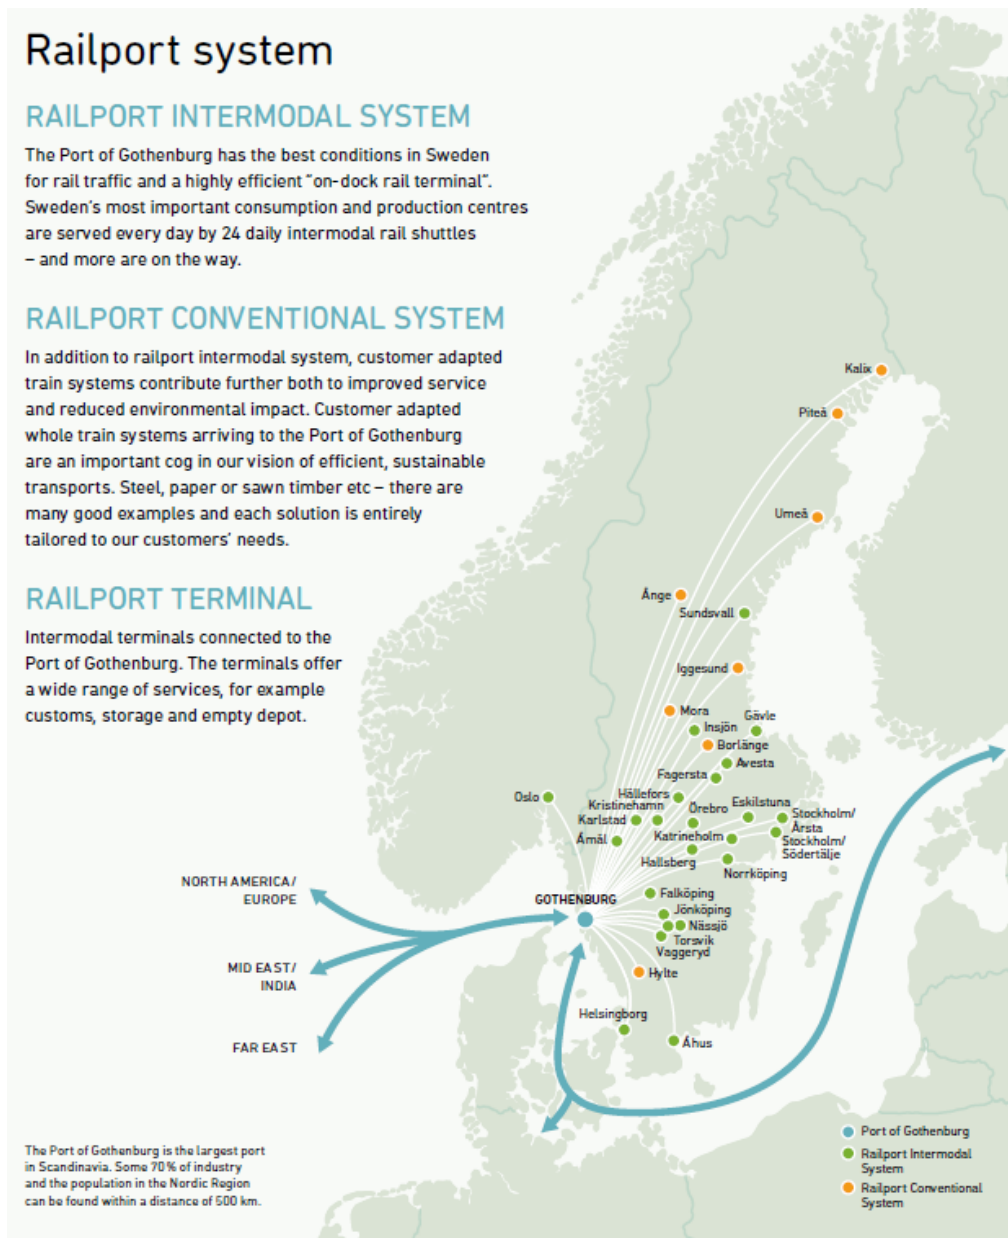 Railport system
RAILPORT INTERMODAL SYSTEM
The Port of Gothenburg has the best conditions in Sweden
for rail traffic and a highly efficient "on-dock rail terminal".
Sweden's most important consumption and production centres
are served every day by 24 daily intermodal rail shuttles
– and more are on the way.
RAILPORT CONVENTIONAL SYSTEM
In addition to railport intermodal system, customer adapted
train systems contribute further both to improved service
and reduced environmental impact. Customer adapted
whole train systems arriving to the Port of Gothenburg
are an important cog in our vision of efficient, sustainable
transports. Steel, paper or sawn timber etc – there are
many good examples and each solution is entirely
tailored to our customers' needs.
RAILPORT TERMINAL
Intermodal terminals connected to the
Port of Gothenburg. The terminals offer
a wide range of services, for example
customs, storage and empty depot.
Kalix
Piteå
Umeå
Ånge
Sundsvall
Iggesund
Mora
Gävle
Insjön
Borlänge
Avesta
Fagersta
Oslo
Hällefors
Kristinehamn
Örebro
Eskilstuna
Karlstad
Stockholm/
Årsta
Åmål
Katrineholm
Stockholm/
Södertälje
Hallsberg
Norrköping
NORTH AMERICA/
EUROPE
GOTHENBURG
Falköping
Jönköping
Nässjö
Torsvik
Vaggeryd
MID EAST/
INDIA
Hylte
Helsingborg
FAR EAST
Åhus
Port of Gothenburg
Railport Intermodal
System
Railport Conventional
System
The Port of Gothenburg is the largest port
in Scandinavia. Some 70 % of industry
and the population in the Nordic Region
can be found within a distance of 500 km.